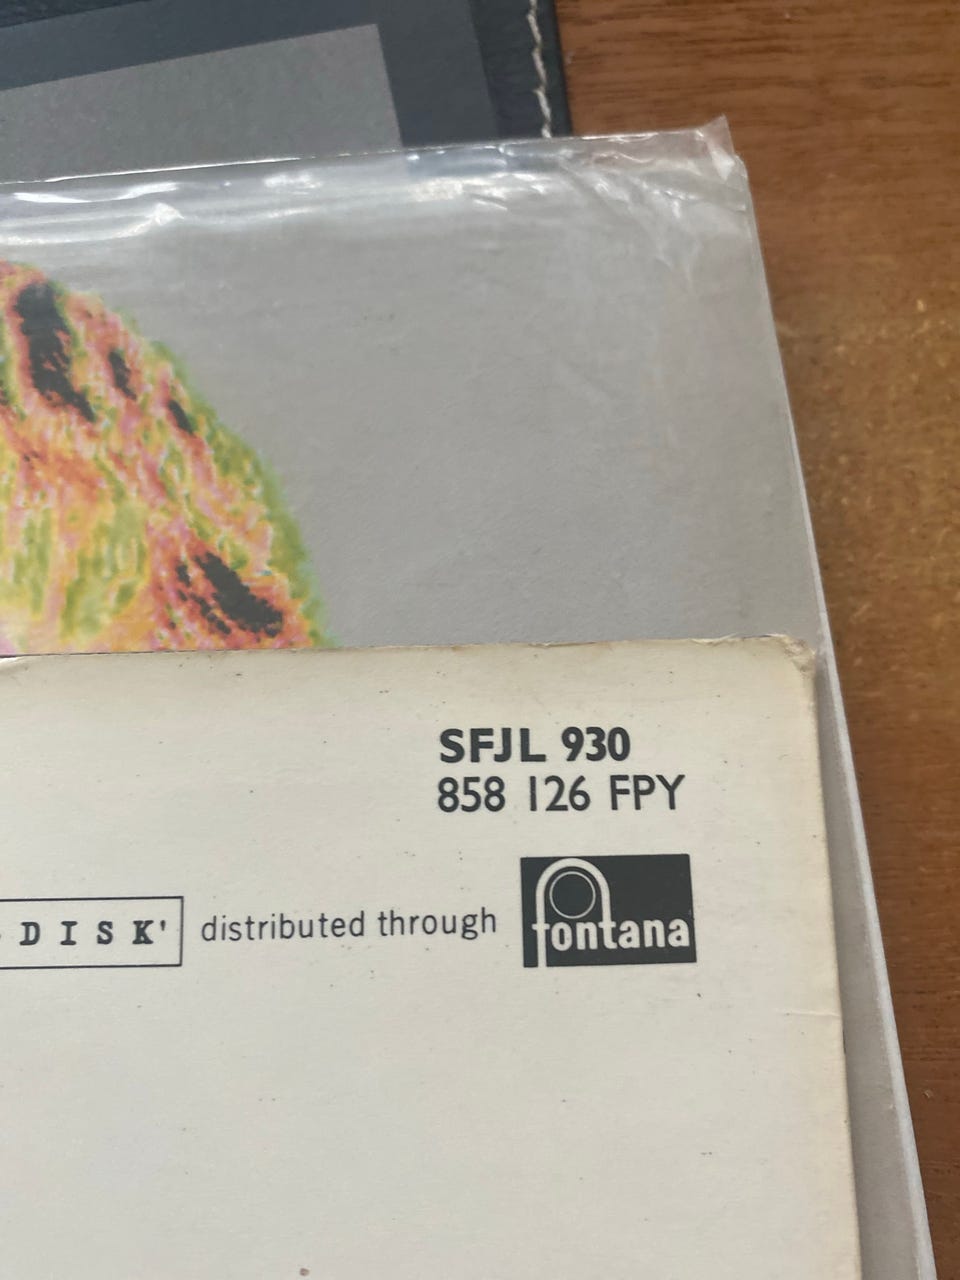 SFJL 930
858 126 FPY
DISK' distributed through fontana